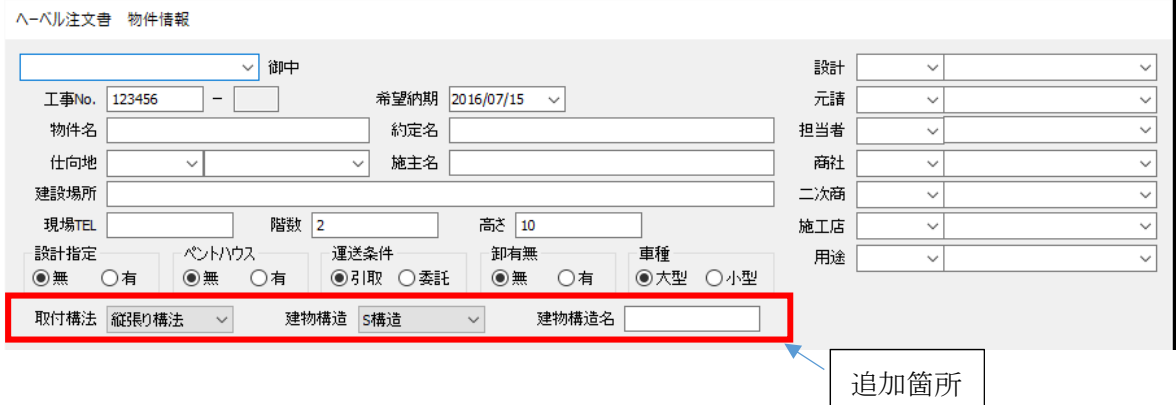 ヘーベル注文書　物件情報
御中
設計
工事No. 123456 － 希望納期 2016/07/15
元請
物件名 約定名
担当者
仕向地 施主名
商社
建設場所
二次商
現場TEL 階数 2 高さ 10
施工店
設計指定 ペントハウス 運送条件 卸有無 車種
用途
無 有 無 有 引取 委託 無 有 大型 小型
取付構法 縦張り構法 建物構造 S構造 建物構造名
追加箇所